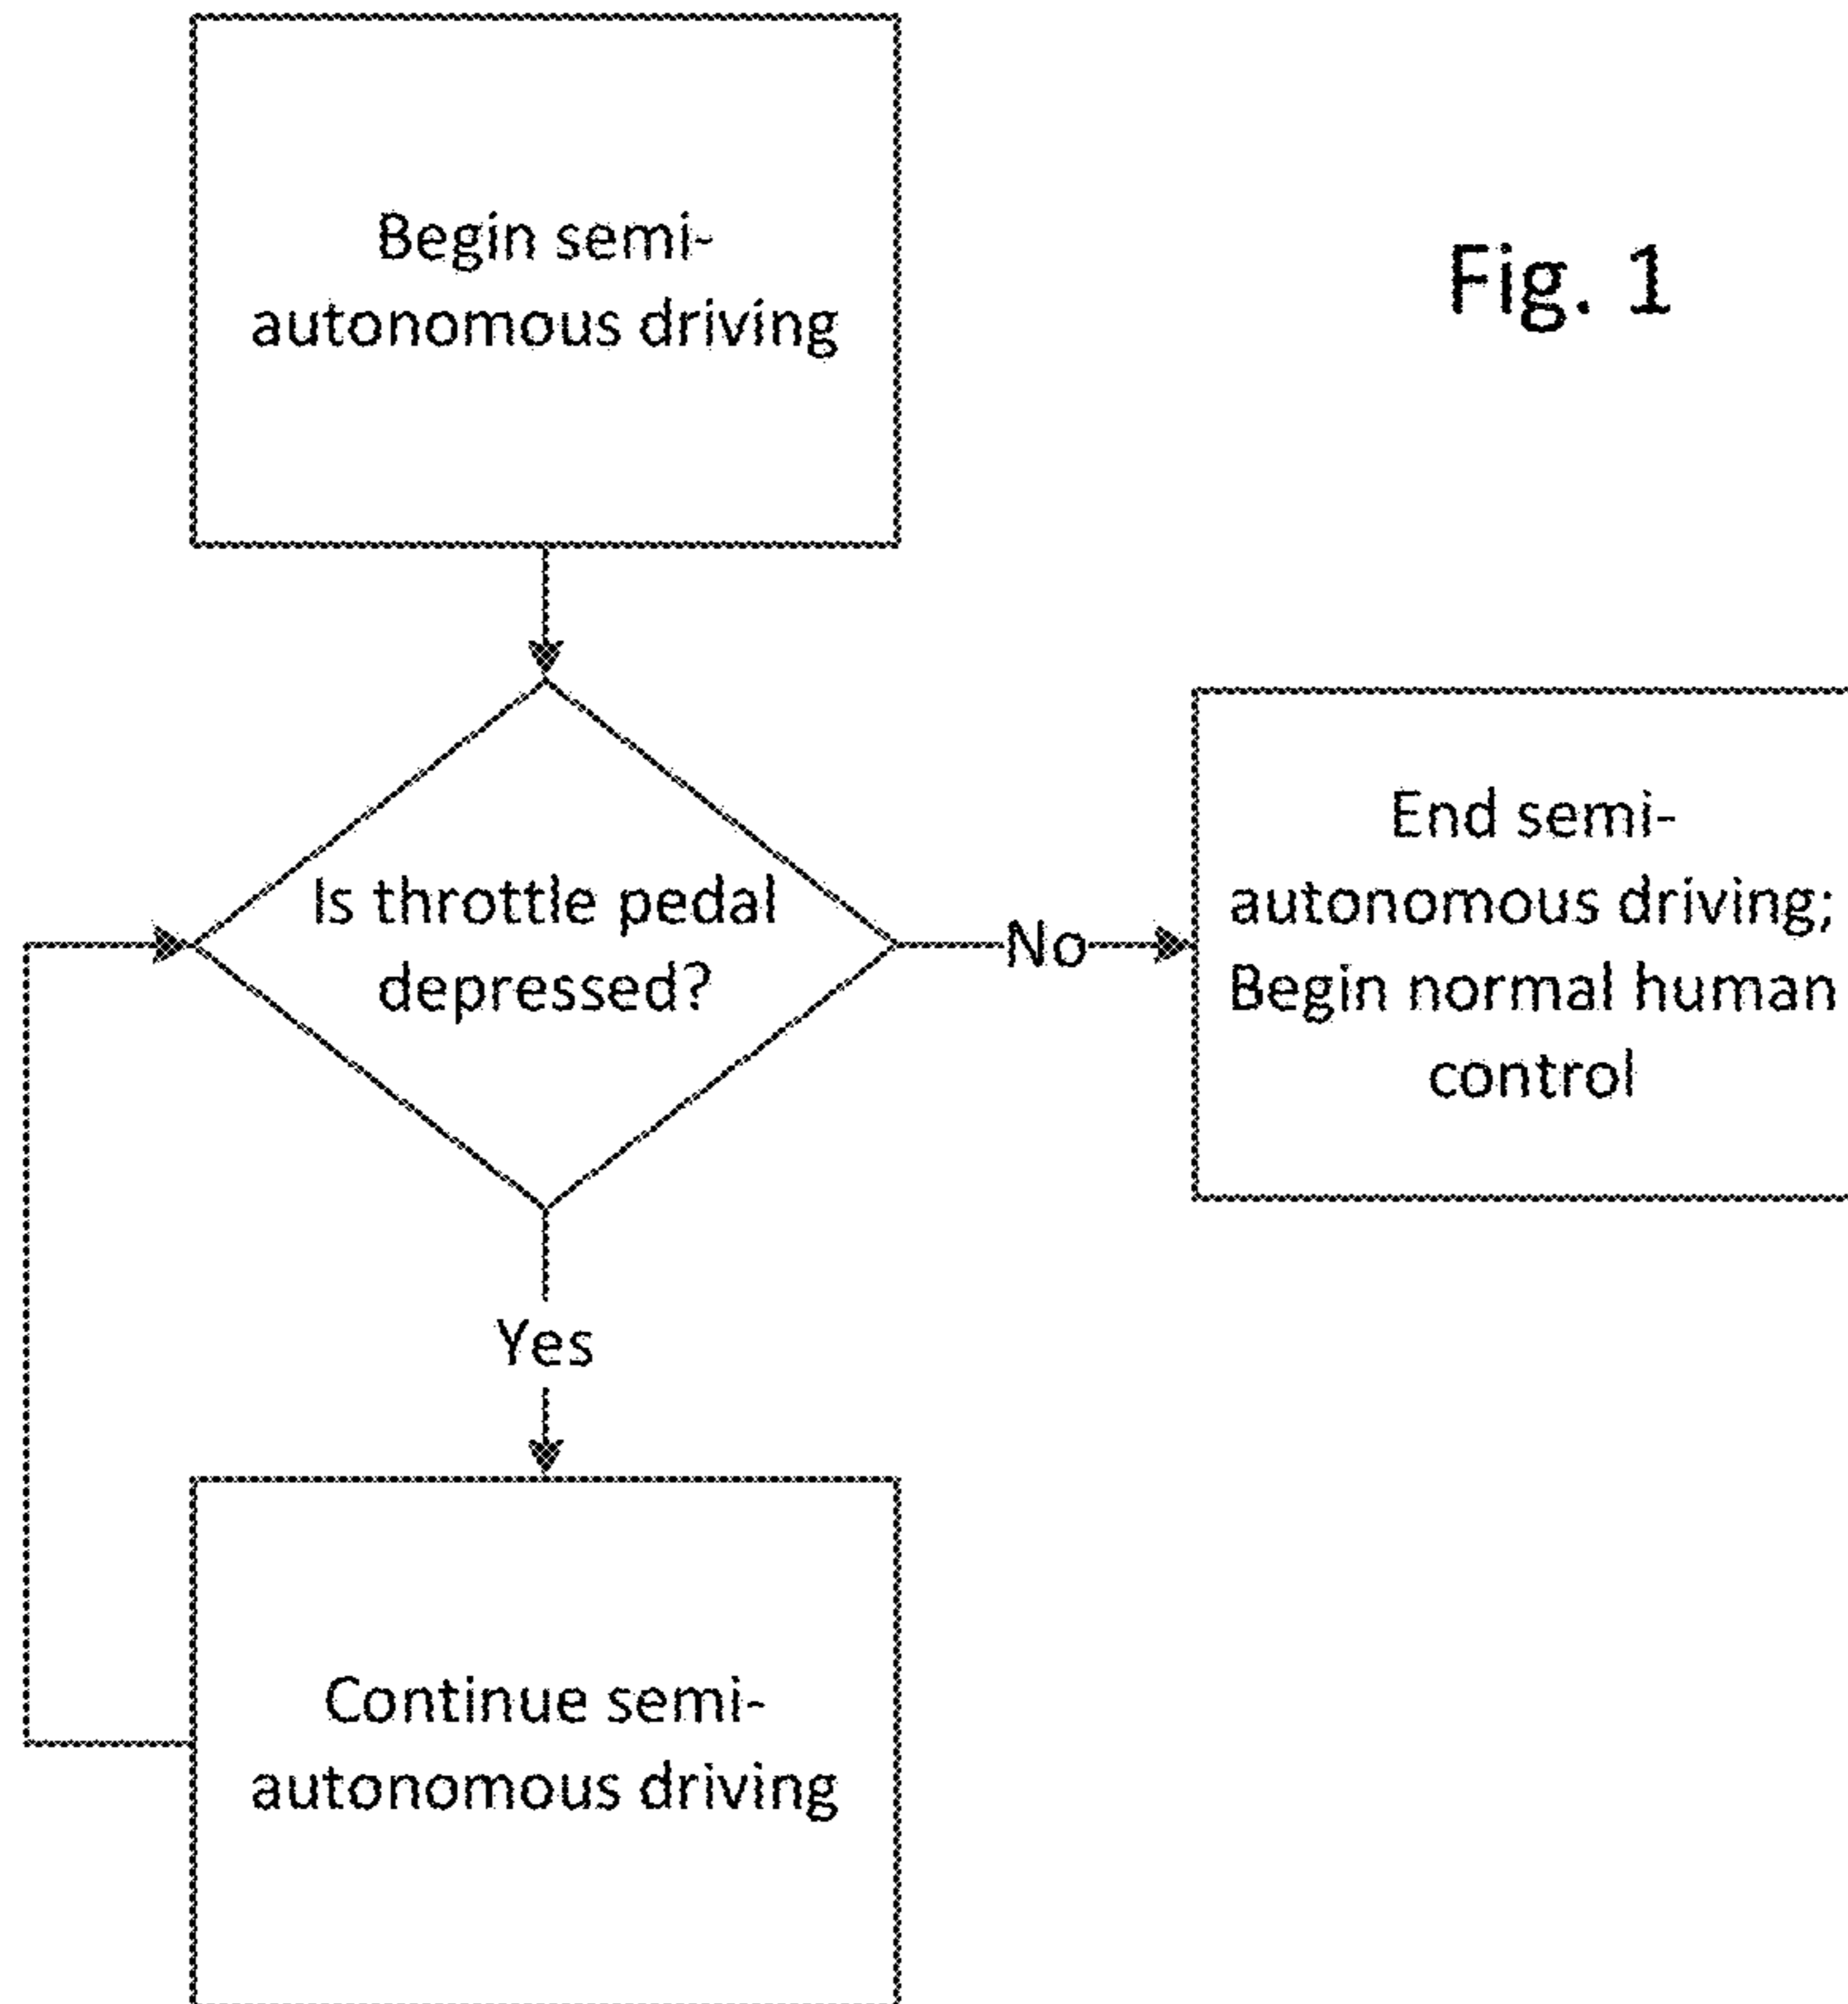 Begin semi-
autonomous driving
Fig. 1
Is throttle pedal
depressed?
No
End semi-
autonomous driving;
Begin normal human
control
Yes
Continue semi-
autonomous driving